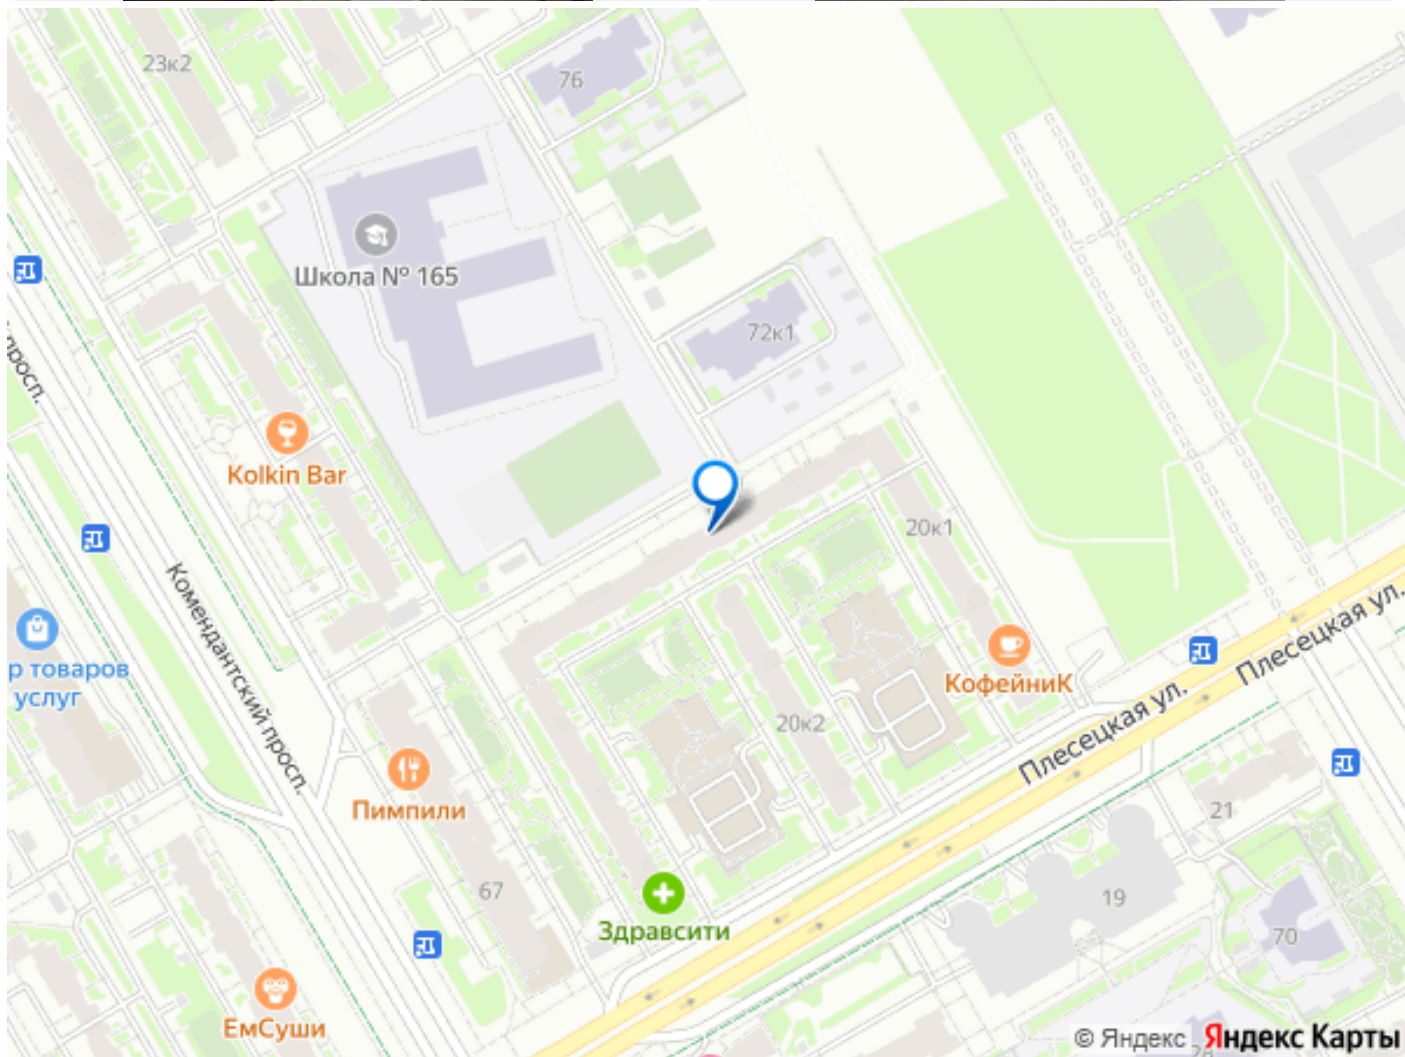 23к2
76
Школа № 165
просп.
72к1
Kolkin Bar
20к1
Комендантский просп.
р товаров
услуг
КофейниК
Плесецкая ул.
Плесецкая ул.
20к2
Пимпили
21
67
19
Здравсити
70
ЕмСуши
© Яндекс Яндекс Карты